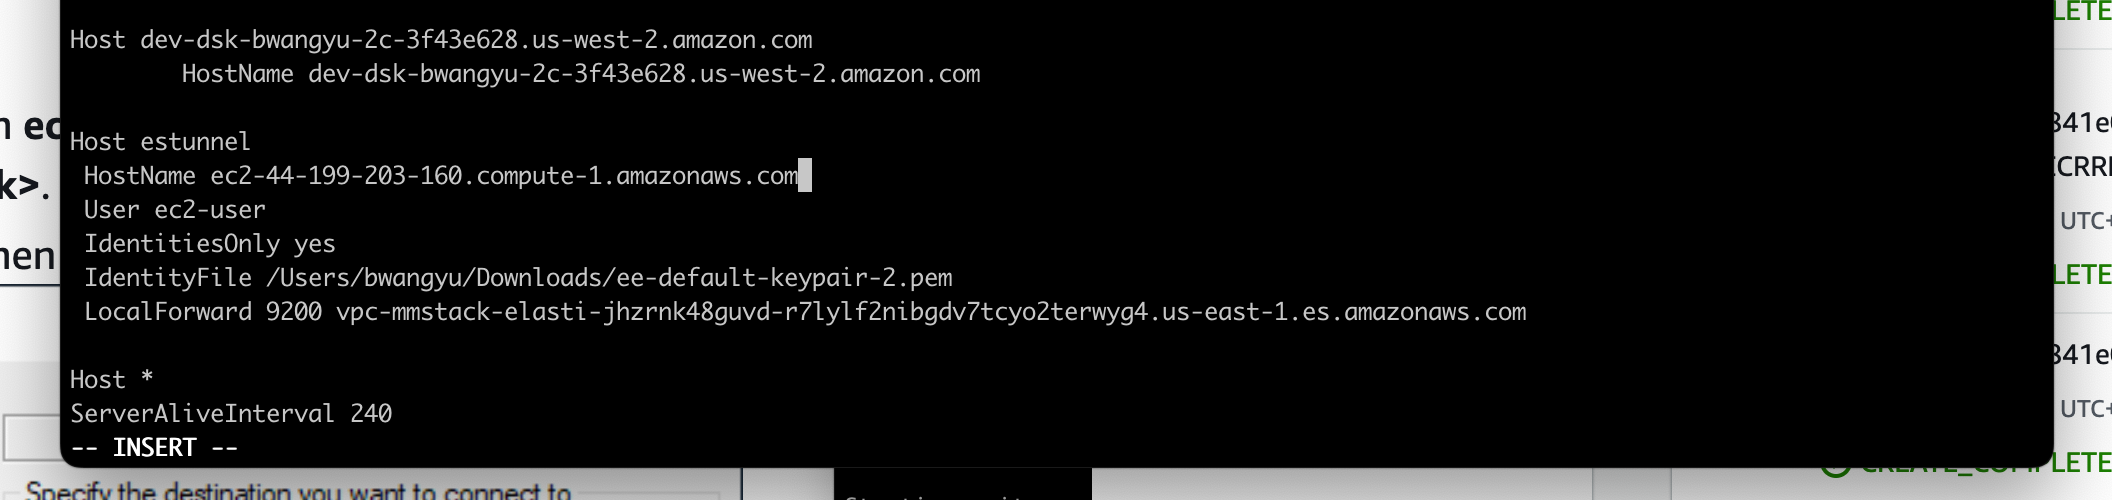 LETE
Host dev-dsk-bwangyu-2c-3f43e628.us-west-2.amazon.com
HostName dev-dsk-bwangyu-2c-3f43e628.us-west-2.amazon.com
n ec
Host estunnel
841e
HostName ec2-44-199-203-160.compute-1.amazonaws.com
CRR
k>.
User ec2-user
UTC+
IdentitiesOnly yes
hen
IdentityFile /Users/bwangyu/Downloads/ee-default-keypair-2.pem
LETE
LocalForward 9200 vpc-mmstack-elasti-jhzrnk48guvd-r7lylf2nibgdv7tcyo2terwyg4.us-east-1.es.amazonaws.com
841e
Host *
ServerAliveInterval 240
UTC+
-- INSERT --
CREATE_COMPLETE
Specify the destination you want to connect to